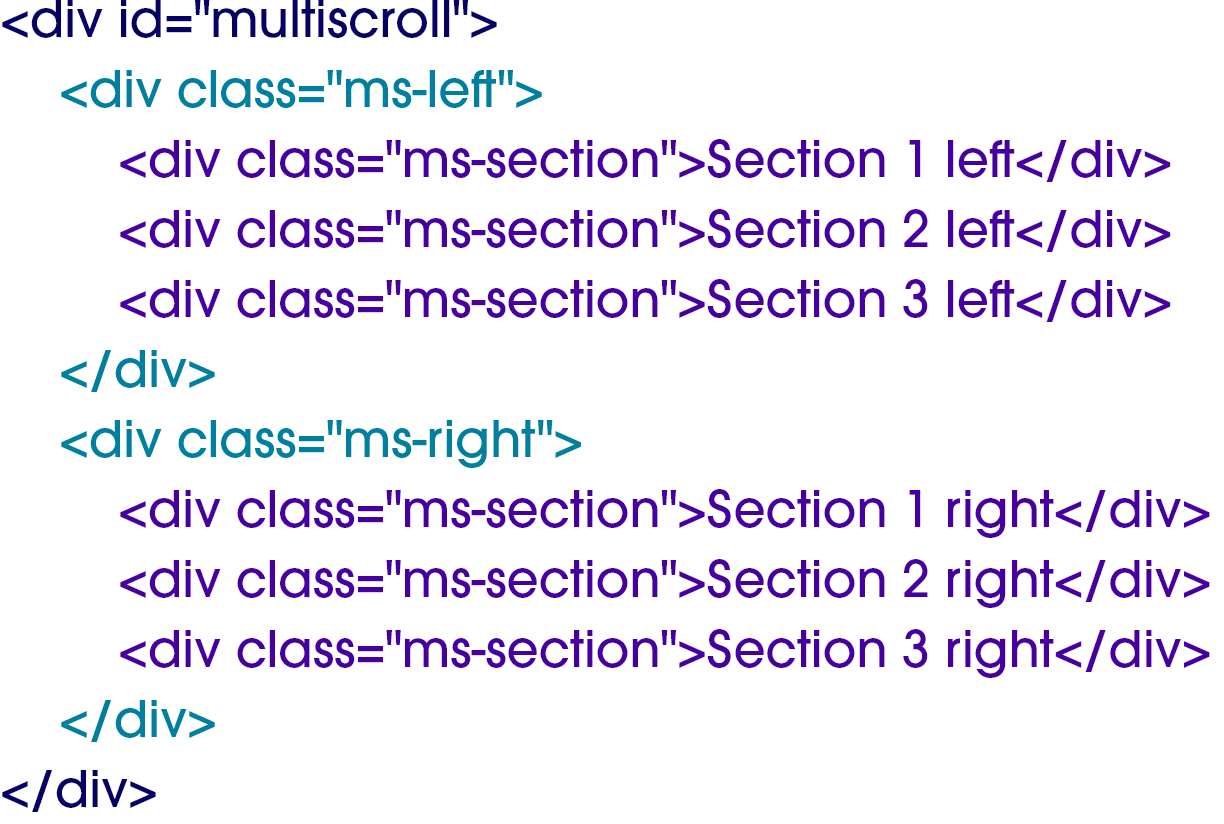 <div id="multiscroll">
<div class="ms-left">
<div class="ms-section">Section 1 left</div>
<div class="ms-section">Section 2 left</div>
<div class="ms-section">Section 3 left</div>
</div>
<div class="ms-right">
<div class="ms-section">Section 1 right</div>
<div class="ms-section">Section 2 right</div>
<div class="ms-section">Section 3 right</div>
</div>
</div>